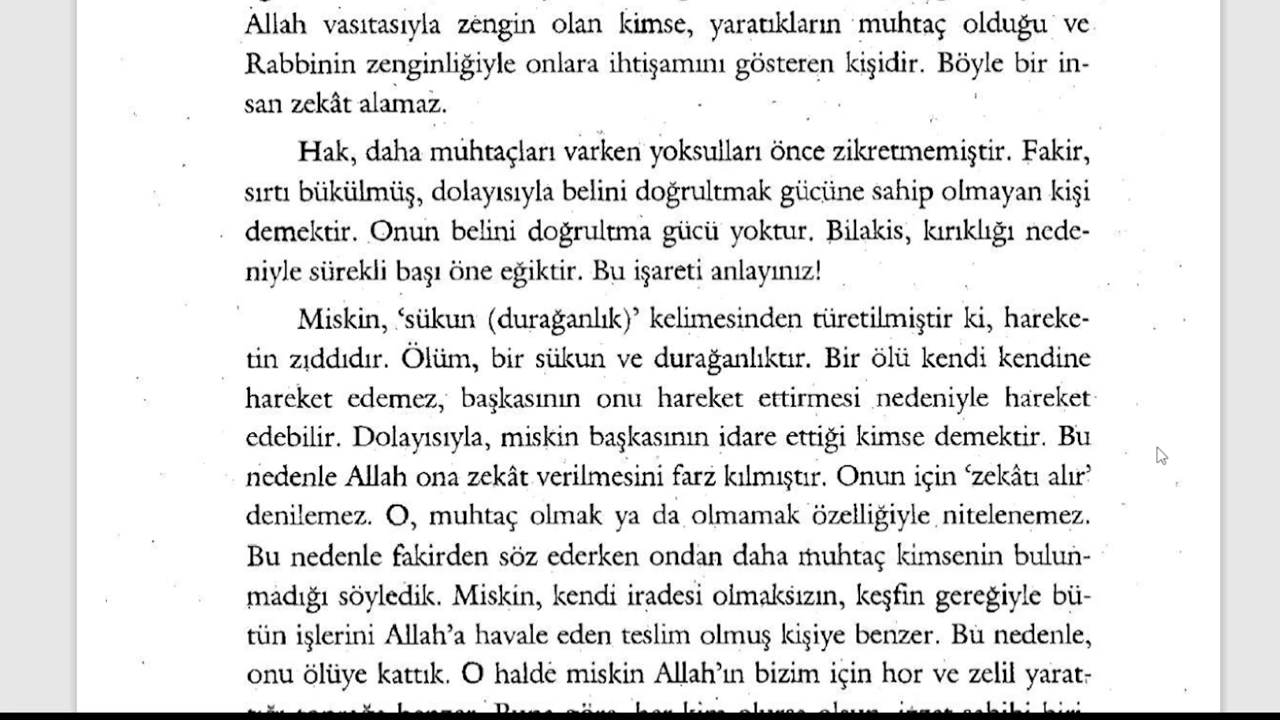 Allah vasıtasıyla zengin olan kimse, yaratıkların muhtaç olduğu ve
Rabbinin zenginliğiyle onlara ihtişamını gösteren kişidir. Böyle bir in-
san zekât alamaz.
Hak, daha muhtaçları varken yoksulları önce zikretmemiştir. Fakir,
sırtı bükülmüş, dolayısıyla belini doğrultmak gücüne sahip olmayan kişi
demektir. Onun belini doğrultma gücü yoktur. Bilakis, kırıklığı nede-
niyle sürekli başı öne eğiktir. Bu işareti anlayınız!
Miskin, ‘sükun (durağanlık)’ kelimesinden türetilmiştir ki, hareke-
tin zıddıdır. Ölüm, bir sükun ve durağanlıktır. Bir ölü kendi kendine
hareket edemez, başkasının onu hareket ettirmesi nedeniyle hareket
edebilir. Dolayısıyla, miskin başkasının idare ettiği kimse demektir. Bu
nedenle Allah ona zekât verilmesini farz kılmıştır. Onun için ‘zekâtı alır’
denilemez. O, muhtaç olmak ya da olmamak özelliğiyle nitelenemez.
Bu nedenle fakirden söz ederken ondan daha muhtaç kimsenin bulun-
madığı söyledik. Miskin, kendi iradesi olmaksızın, keşfin gereğiyle bü-
tün işlerini Allah’a havale eden teslim olmuş kişiye benzer. Bu nedenle,
onu ölüye kattık. O halde miskin Allah’ın bizim için hor ve zelil yarat-